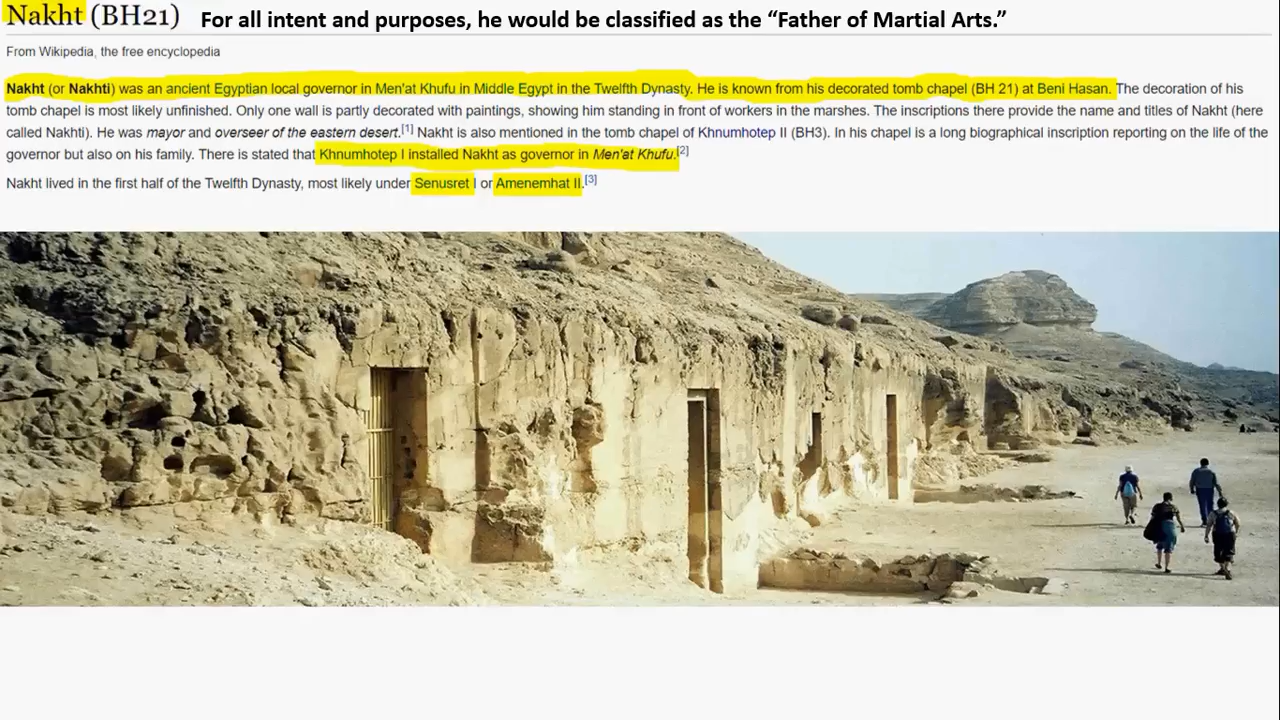 Nakht (BH21) For all intent and purposes, he would be classified as the “Father of Martial Arts.”
From Wikipedia, the free encyclopedia
Nakht (or Nakhti) was an ancient Egyptian local governor in Men'at Khufu in Middle Egypt in the Twelfth Dynasty. He is known from his decorated tomb chapel (BH 21) at Beni Hasan. The decoration of his
tomb chapel is most likely unfinished. Only one wall is partly decorated with paintings, showing him standing in front of workers in the marshes. The inscriptions there provide the name and titles of Nakht (here
called Nakhti). He was mayor and overseer of the eastern desert.[1] Nakht is also mentioned in the tomb chapel of Khnumhotep II (BH3). In his chapel is a long biographical inscription reporting on the life of the
governor but also on his family. There is stated that Khnumhotep I installed Nakht as governor in Men'at Khufu.[2]
Nakht lived in the first half of the Twelfth Dynasty, most likely under Senusret I or Amenemhat II.[3]